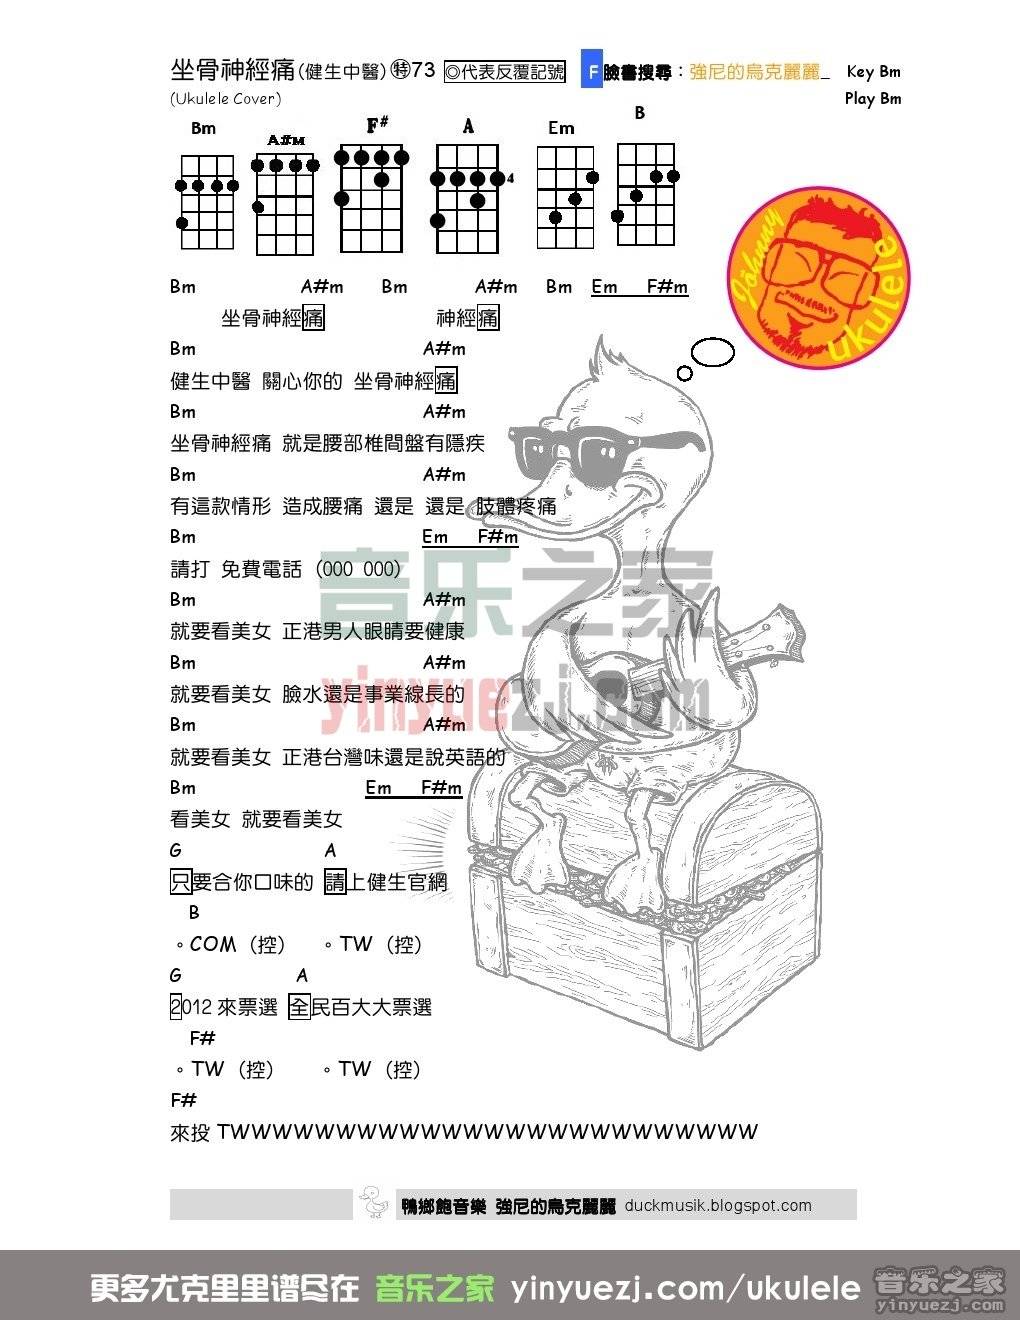 坐骨神經痛(健生中醫)㊕73 ◎代表反覆記號 F臉書搜尋：強尼的烏克麗麗_ Key Bm
(Ukulele Cover) Play Bm
Bm A#M F# A Em B
4
Johnny ukulele
Bm A#m Bm A#m Bm Em F#m
坐骨神經痛 神經痛
Bm A#m
健生中醫 關心你的 坐骨神經痛
Bm A#m
坐骨神經痛 就是腰部椎間盤有隱疾
Bm A#m
有這款情形 造成腰痛 還是 還是 肢體疼痛
Bm Em F#m
請打 免費電話 (000 000)
Bm A#m
就要看美女 正港男人眼睛要健康
Bm A#m
就要看美女 臉水還是事業線長的
Bm A#m
就要看美女 正港台灣味還是說英語的
Bm Em F#m
看美女 就要看美女
G A
只要合你口味的 請上健生官網
B
。COM (控) 。TW (控)
G A
2012 來票選 全民百大大票選
F#
。TW (控) 。TW (控)
F#
來投 TWWWWWWWWWWWWWWWWWWWWWWWWW
音乐之家
yinyuezj.com
鴨鄉飽音樂 強尼的烏克麗麗 duckmusik.blogspot.com
更多尤克里里谱尽在 音乐之家 yinyuezj.com/ukulele
音乐之家
yinyuezj.com